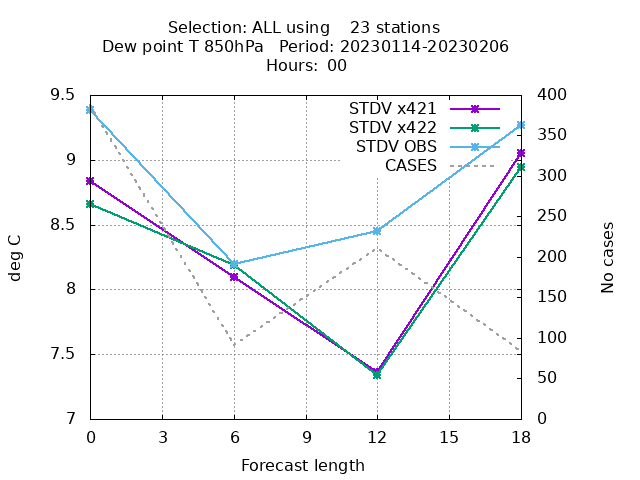 Selection: ALL using 23 stations
Dew point T 850hPa Period: 20230114-20230206
Hours: 00
STDV x421
STDV x422
STDV OBS
CASES
9.5
9
8.5
8
7.5
7
400
350
300
250
200
150
100
50
0
deg C
No cases
0 3 6 9 12 15 18
Forecast length